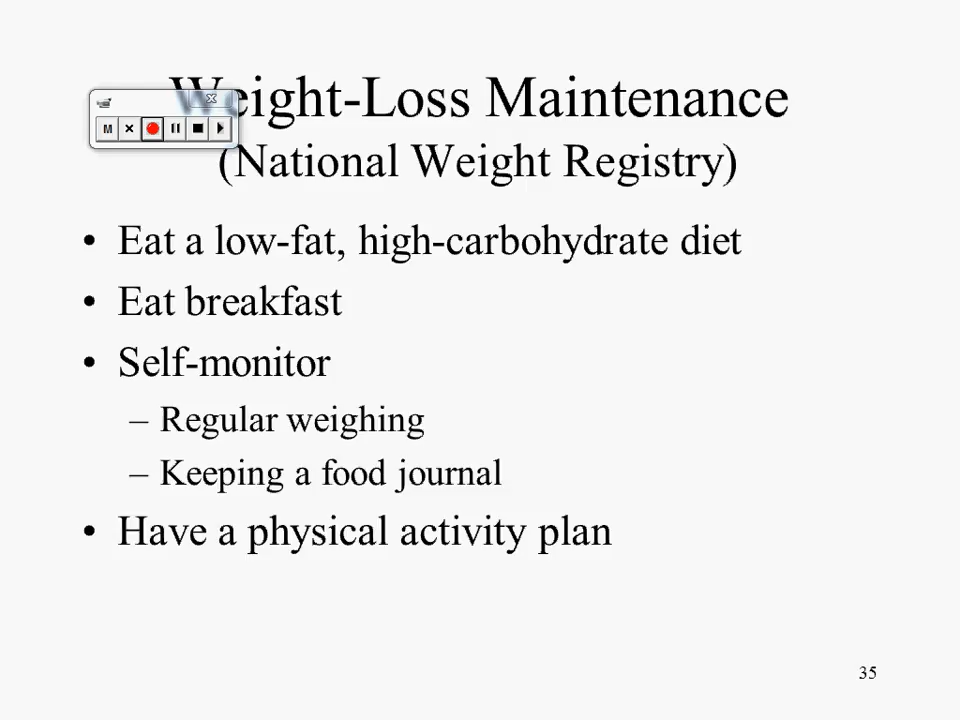 Weight-Loss Maintenance
(National Weight Registry)
M
• Eat a low-fat, high-carbohydrate diet
• Eat breakfast
• Self-monitor
– Regular weighing
– Keeping a food journal
• Have a physical activity plan
35